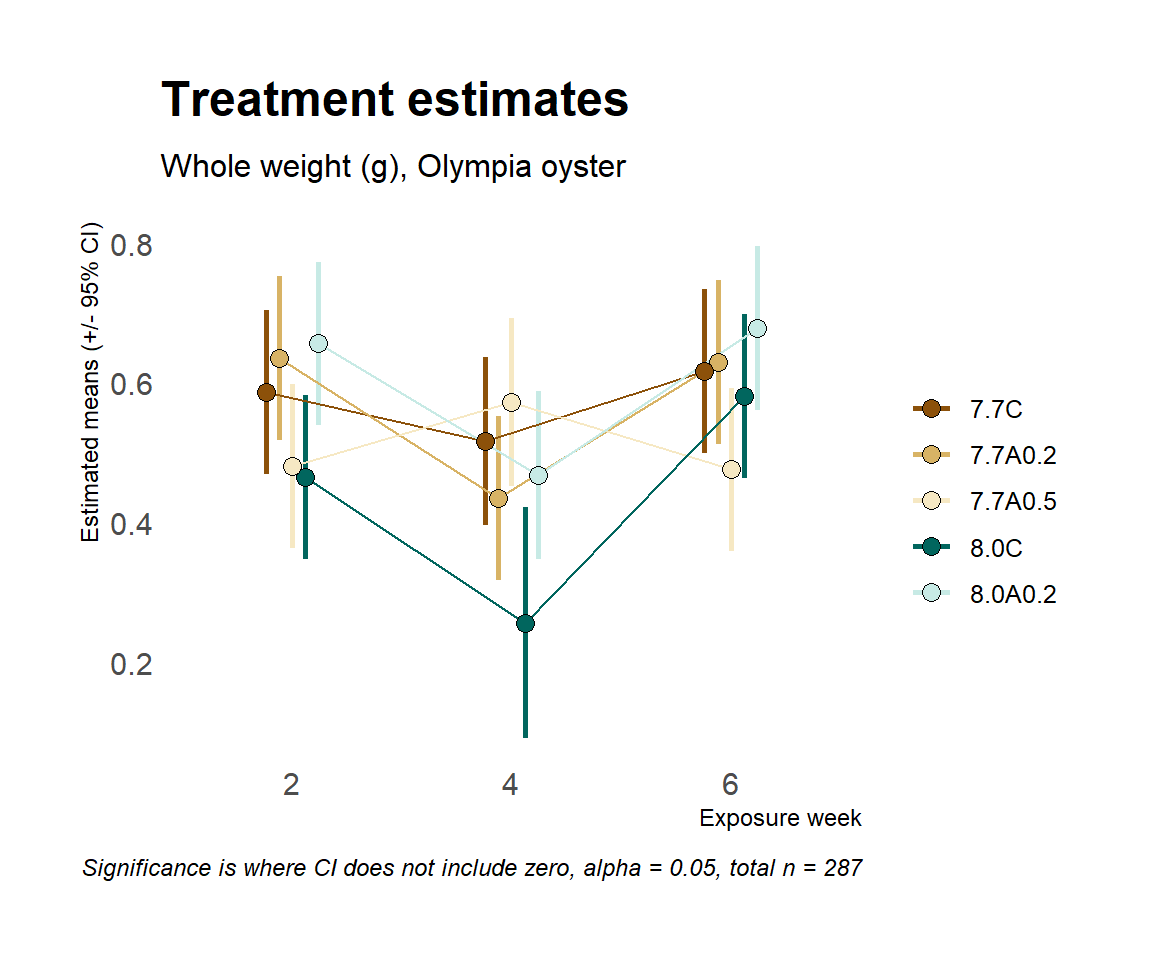 Treatment estimates
Whole weight (g), Olympia oyster
Estimated means (+/- 95% CI)
0.8
0.6
0.4
0.2
2
4
6
Exposure week
7.7C
7.7A0.2
7.7A0.5
8.0C
8.0A0.2
Significance is where CI does not include zero, alpha = 0.05, total n = 287